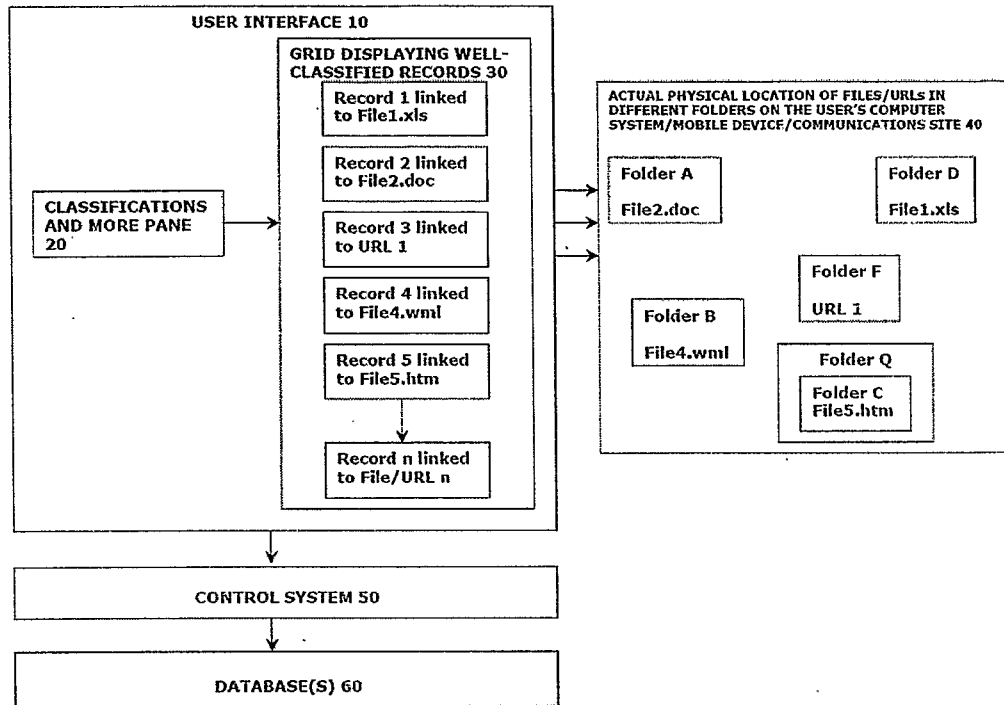 USER INTERFACE 10
GRID DISPLAYING WELL-
CLASSIFIED RECORDS 30
Record 1 linked
to File1.xls
Record 2 linked
to File2.doc
Record 3 linked
to URL 1
Record 4 linked
to File4.wml
Record 5 linked
to File5.htm
Record n linked
to File/URL n
CLASSIFICATIONS
AND MORE PANE
20
ACTUAL PHYSICAL LOCATION OF FILES/URLs IN
DIFFERENT FOLDERS ON THE USER'S COMPUTER
SYSTEM/MOBILE DEVICE/COMMUNICATIONS SITE 40
Folder A
File2.doc
Folder D
File1.xls
Folder F
URL 1
Folder B
File4.wml
Folder Q
Folder C
File5.htm
CONTROL SYSTEM 50
DATABASE(S) 60